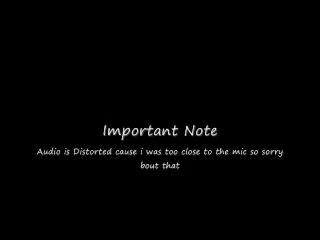 Important Note
Audio is Distorted cause i was too close to the mic so sorry
bout that